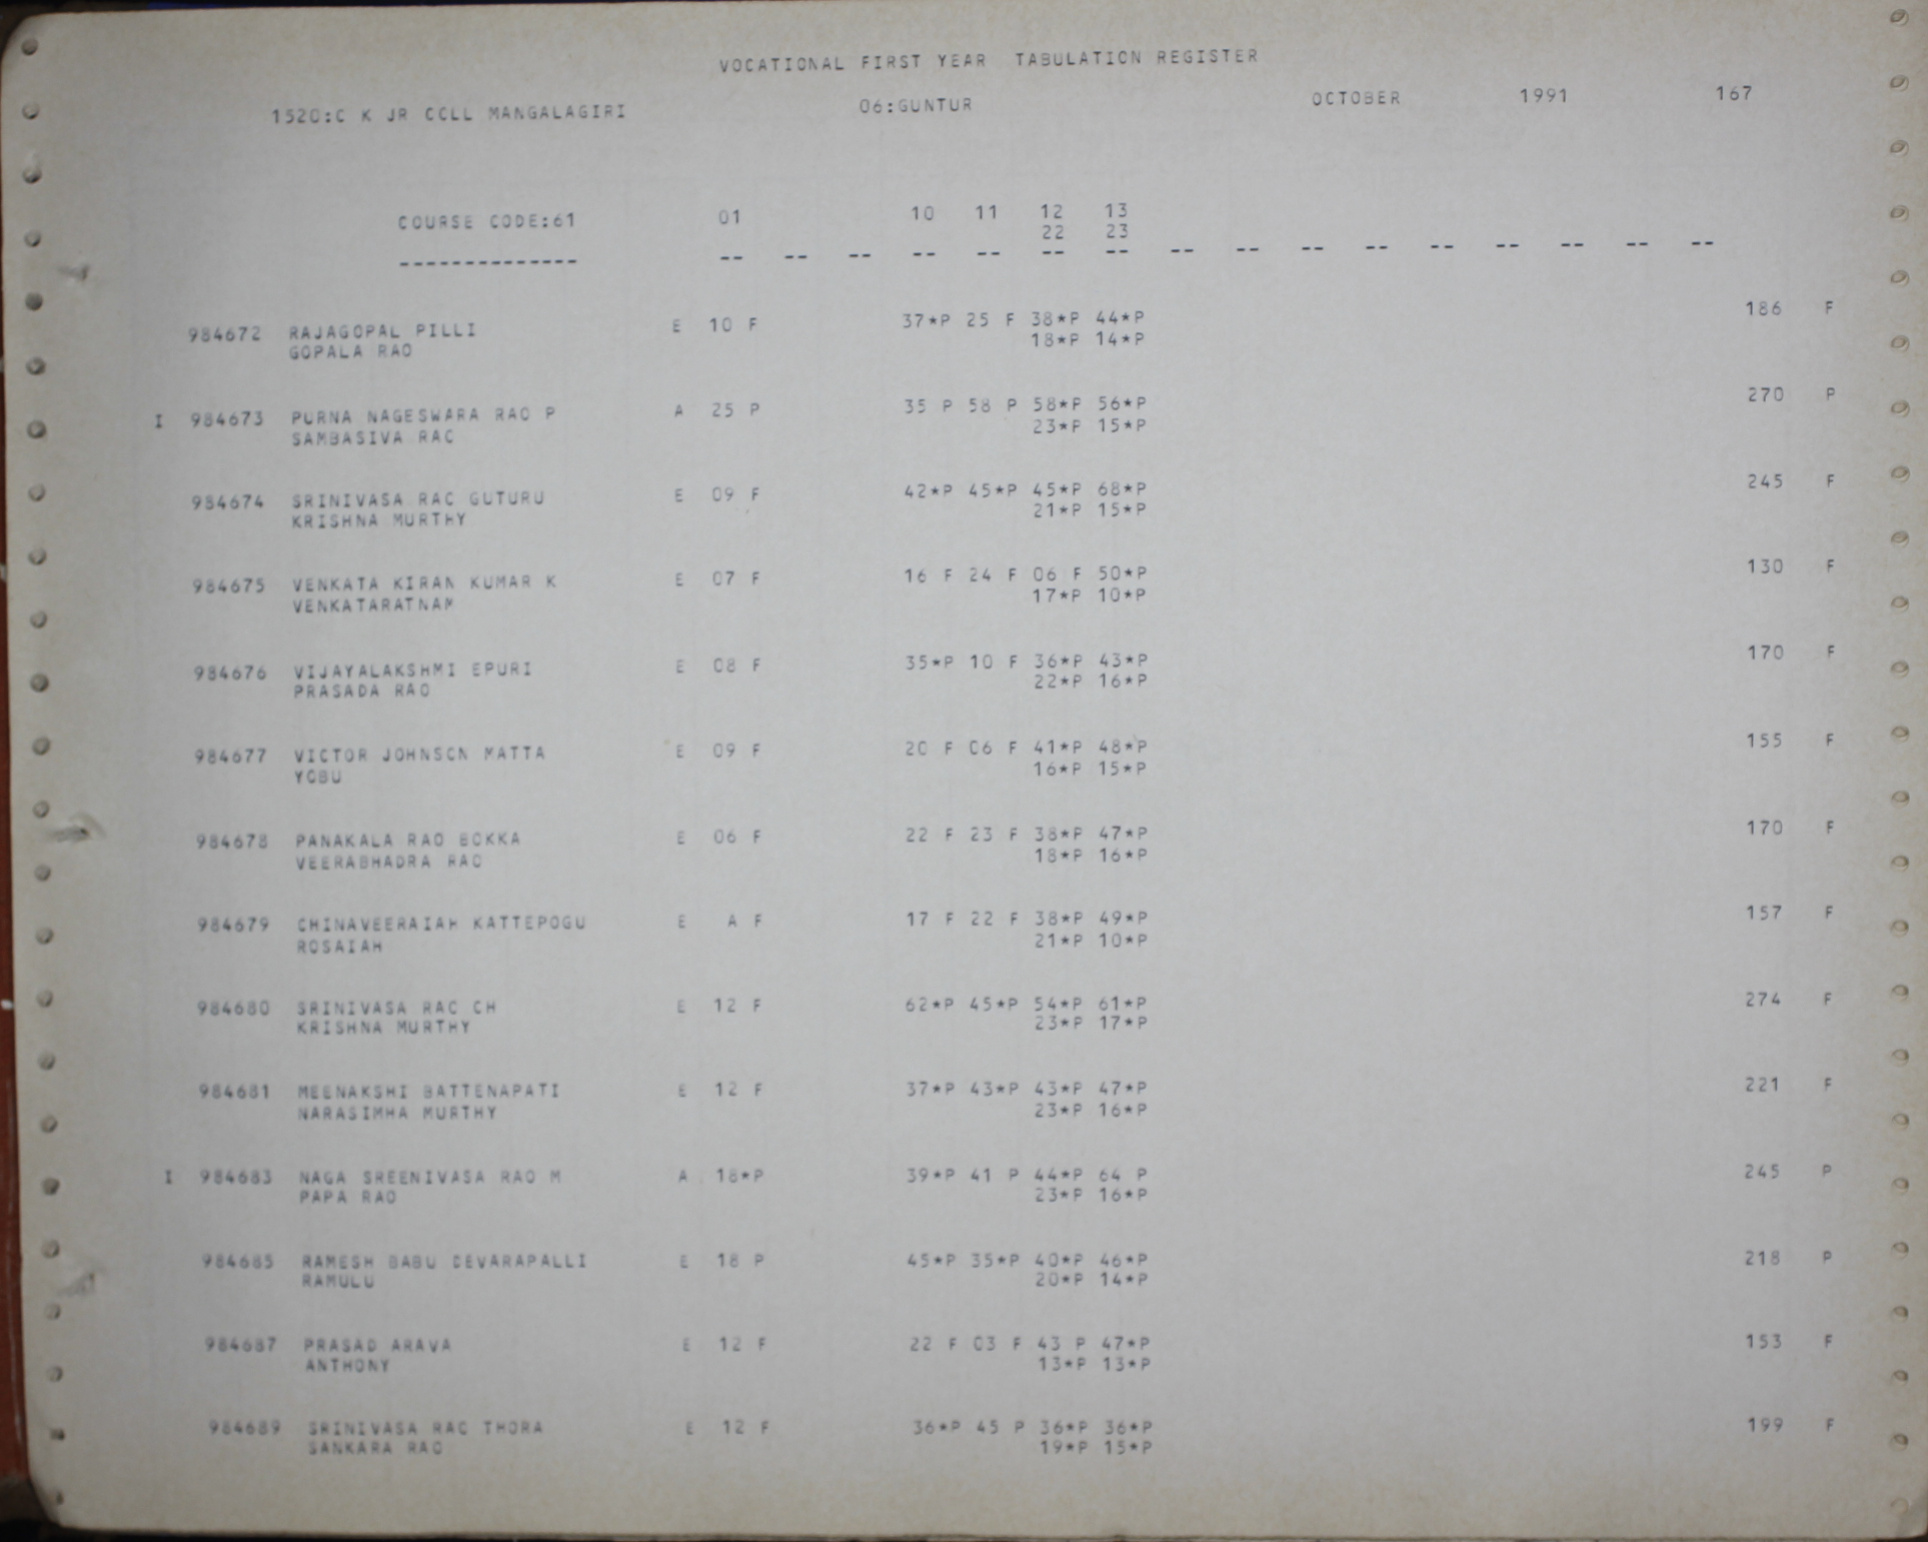 VOCATIONAL FIRST YEAR TABULATION REGISTER
1520:C K JR COLL MANGALAGIRI 06:GUNTUR OCTOBER 1991 167
COURSE CODE:61 01 10 11 12 13
22 23
-------------- -- -- -- -- -- -- -- -- -- -- -- -- -- -- -- --
984672 RAJAGOPAL PILLI E 10 F 37*P 25 F 38*P 44*P 186 F
GOPALA RAO 18*P 14*P
I 984673 PURNA NAGESWARA RAO P A 25 P 35 P 58 P 58*P 56*P 270 P
SAMBASIVA RAO 23*P 15*P
984674 SRINIVASA RAO GUTURU E 09 F 42*P 45*P 45*P 68*P 245 F
KRISHNA MURTHY 21*P 15*P
984675 VENKATA KIRAN KUMAR K E 07 F 16 F 24 F 06 F 50*P 130 F
VENKATARATNAM 17*P 10*P
984676 VIJAYALAKSHMI EPURI E 08 F 35*P 10 F 36*P 43*P 170 F
PRASADA RAO 22*P 16*P
984677 VICTOR JOHNSON MATTA E 09 F 20 F 06 F 41*P 48*P 155 F
YOBU 16*P 15*P
984678 PANAKALA RAO BOKKA E 06 F 22 F 23 F 38*P 47*P 170 F
VEERABHADRA RAO 18*P 16*P
984679 CHINAVEERAIAH KATTEPOGU E A F 17 F 22 F 38*P 49*P 157 F
ROSAIAH 21*P 10*P
984680 SRINIVASA RAO CH E 12 F 62*P 45*P 54*P 61*P 274 F
KRISHNA MURTHY 23*P 17*P
984681 MEENAKSHI BATTENAPATI E 12 F 37*P 43*P 43*P 47*P 221 F
NARASIMHA MURTHY 23*P 16*P
I 984683 NAGA SREENIVASA RAO M A 18*P 39*P 41 P 44*P 64 P 245 P
PAPA RAO 23*P 16*P
984685 RAMESH BABU DEVARAPALLI E 18 P 45*P 35*P 40*P 46*P 218 P
RAMULU 20*P 14*P
984687 PRASAD ARAVA E 12 F 22 F 03 F 43 P 47*P 153 F
ANTHONY 13*P 13*P
984689 SRINIVASA RAO THORA E 12 F 36*P 45 P 36*P 36*P 199 F
SANKARA RAO 19*P 15*P